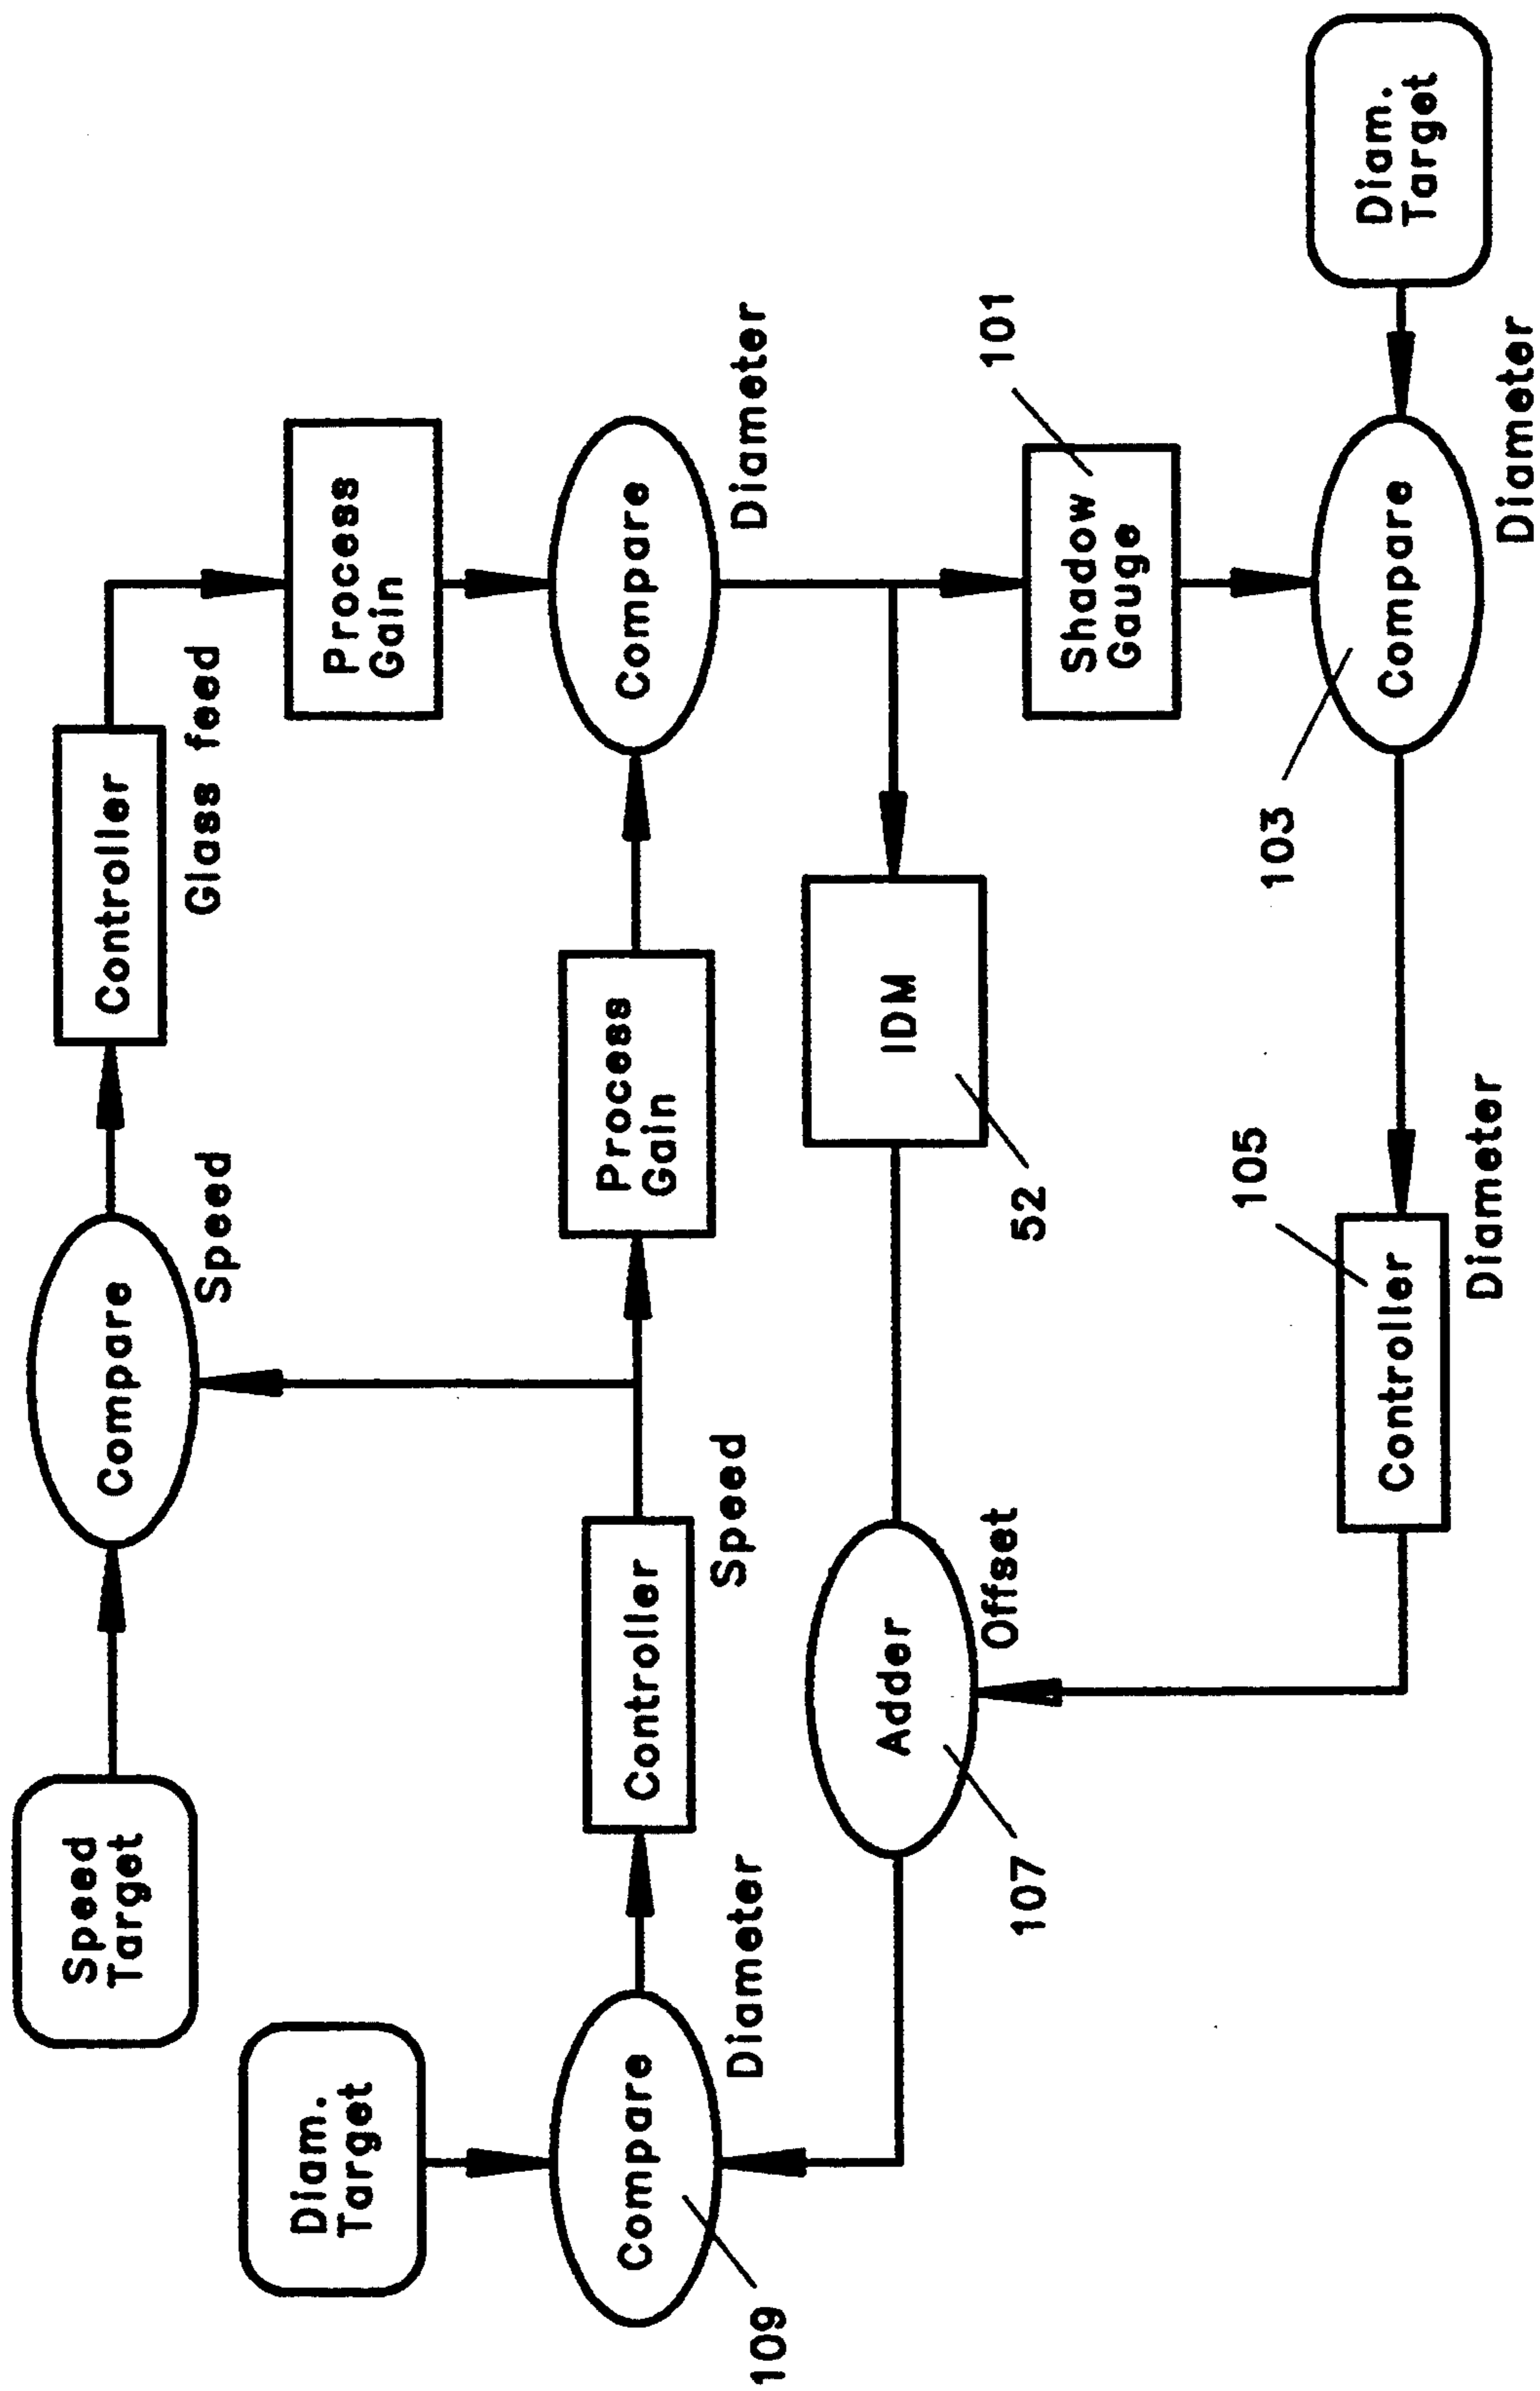 Speed
Target
Compare
Speed
Controller
Glass feed
Diam.
Target
Process
Gain
Compare
Diameter
109
Controller
Speed
Process
Gain
Compare
Diameter
Adder
Offset
107
IDM
52
Shadow
Gauge
101
Controller
Diameter
105
Compare
Diameter
103
Diam.
Target